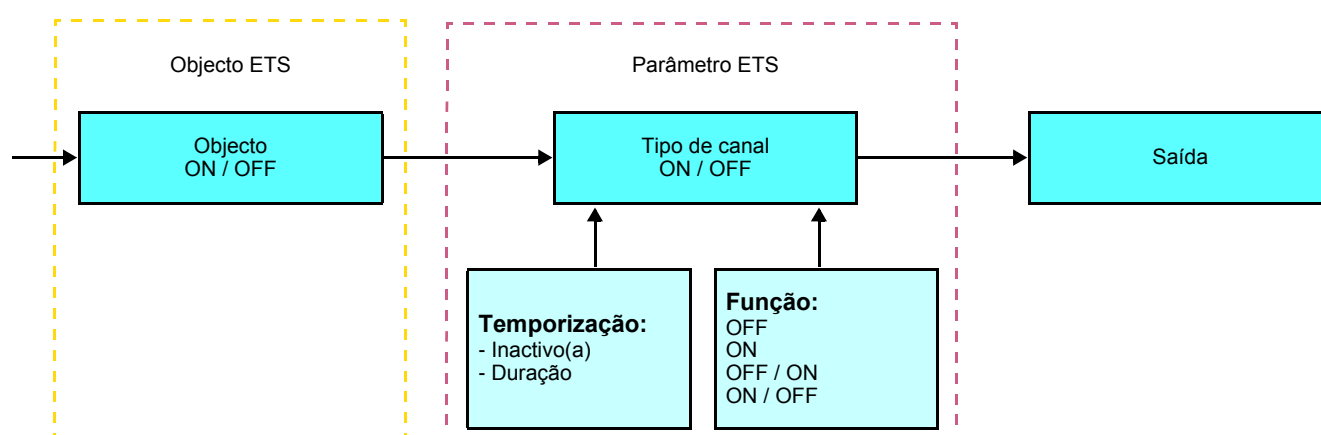 Objecto ETS
Parâmetro ETS
Objecto
ON / OFF
Tipo de canal
ON / OFF
Saída
Temporização:
- Inactivo(a)
- Duração
Função:
OFF
ON
OFF / ON
ON / OFF